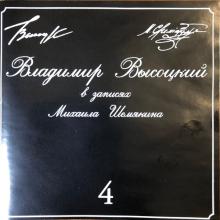 Владимир Высоцкий
в записях
Михаила Шемякина
4